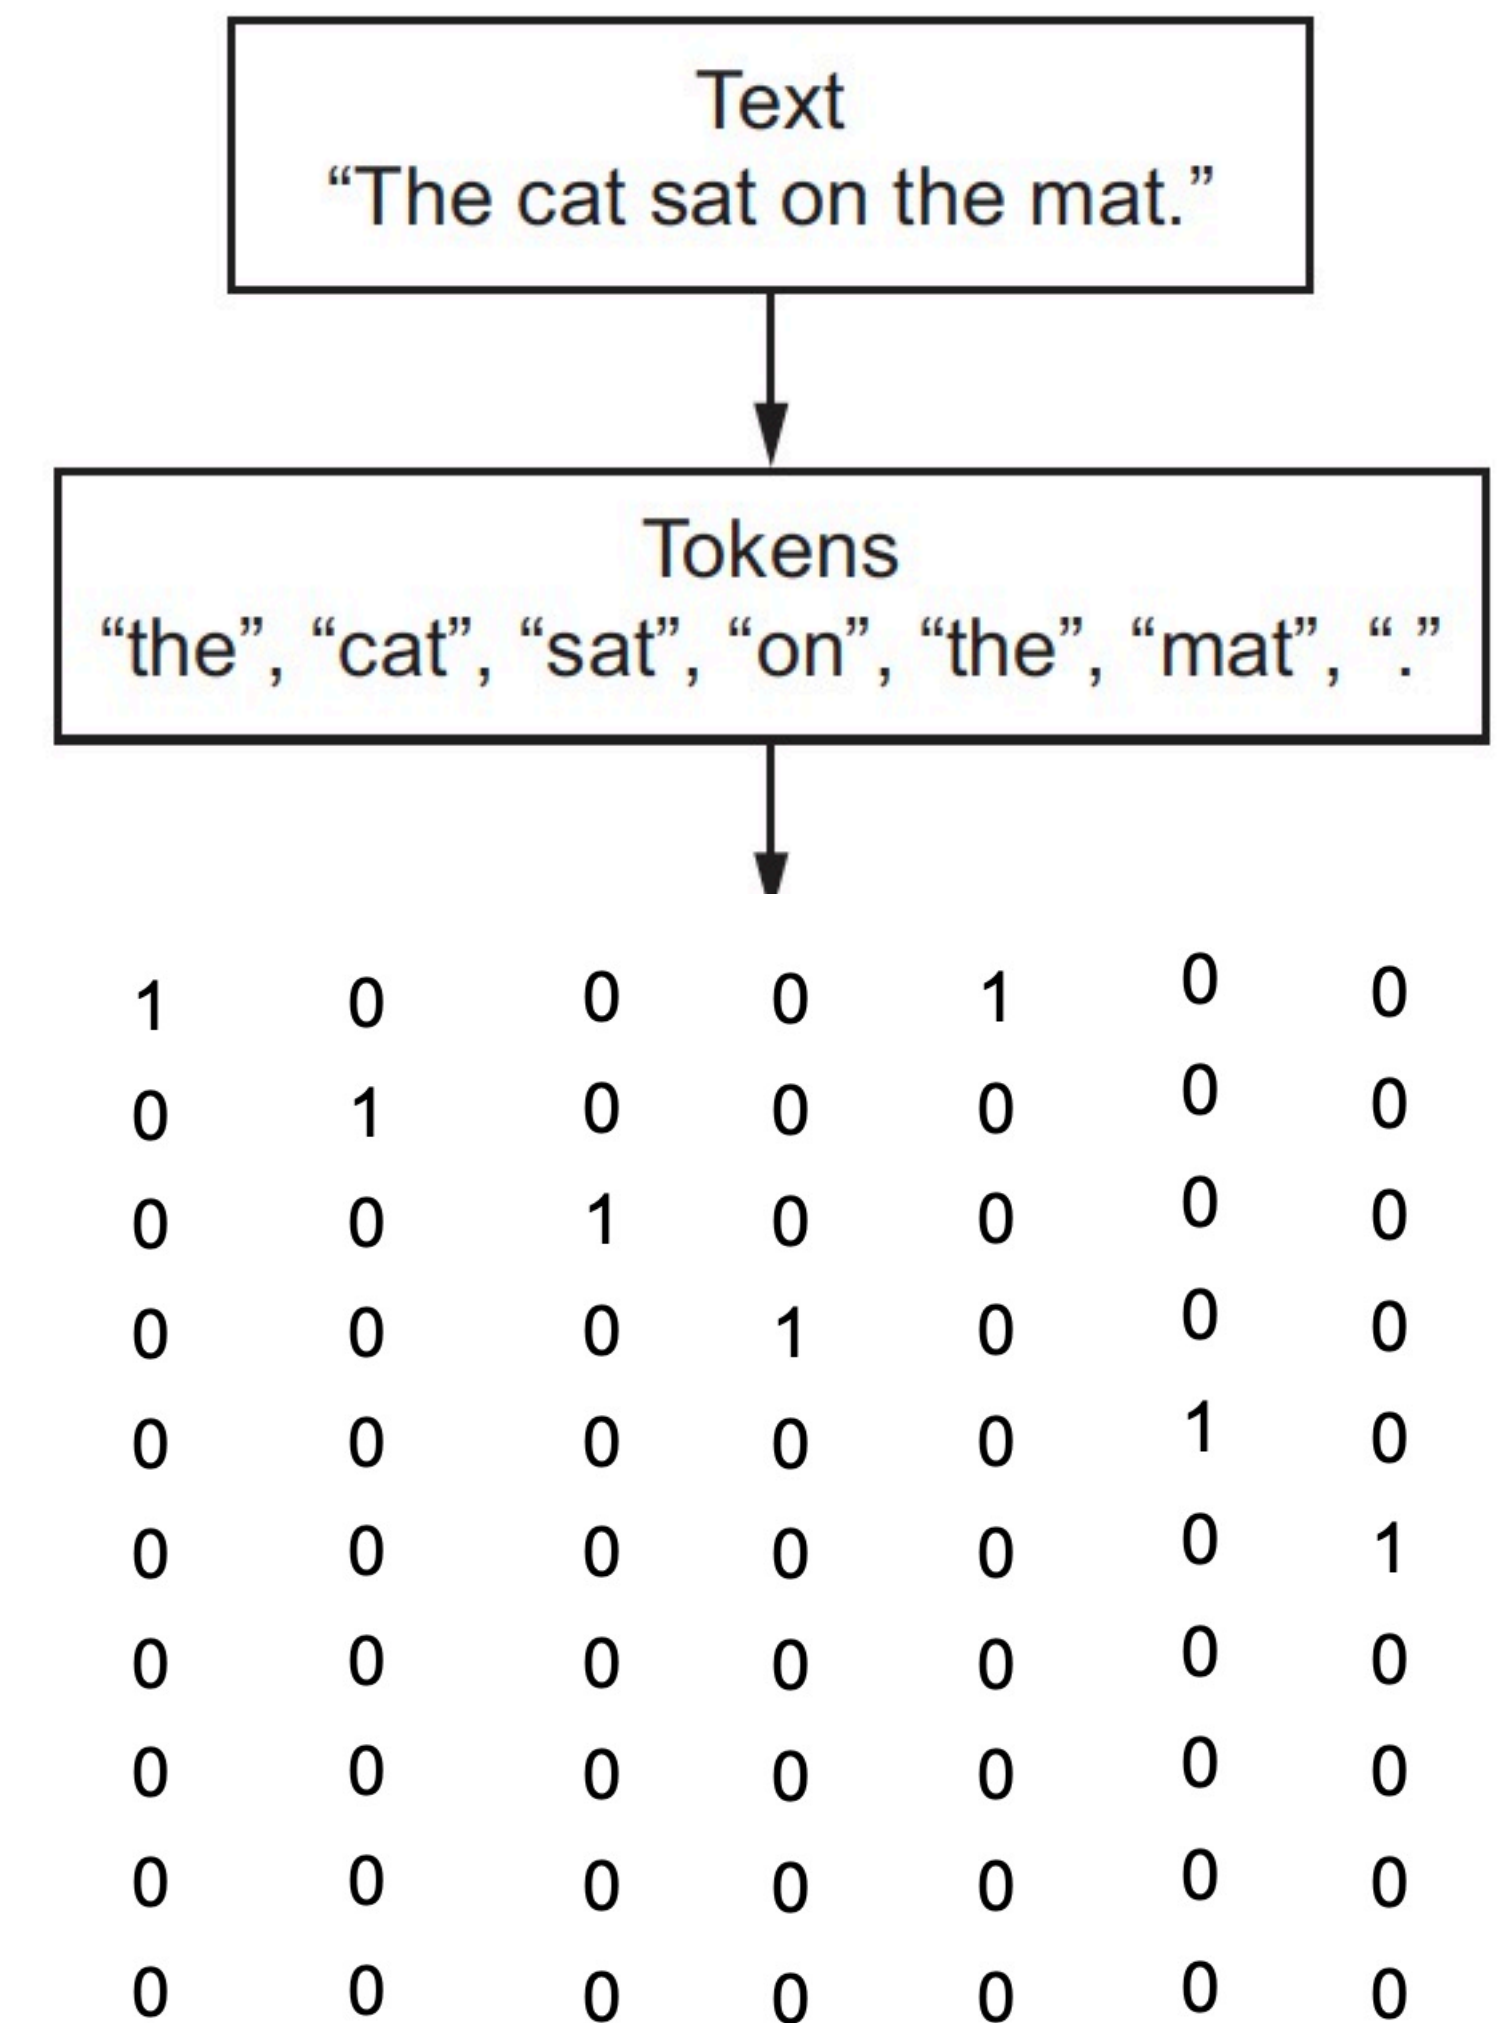 Text
“The cat sat on the mat.”
Tokens
“the”, “cat”, “sat”, “on”, “the”, “mat”, “.”
1 0 0 0 1 0 0
0 1 0 0 0 0 0
0 0 1 0 0 0 0
0 0 0 1 0 0 0
0 0 0 0 0 1 0
0 0 0 0 0 0 1
0 0 0 0 0 0 0
0 0 0 0 0 0 0
0 0 0 0 0 0 0
0 0 0 0 0 0 0